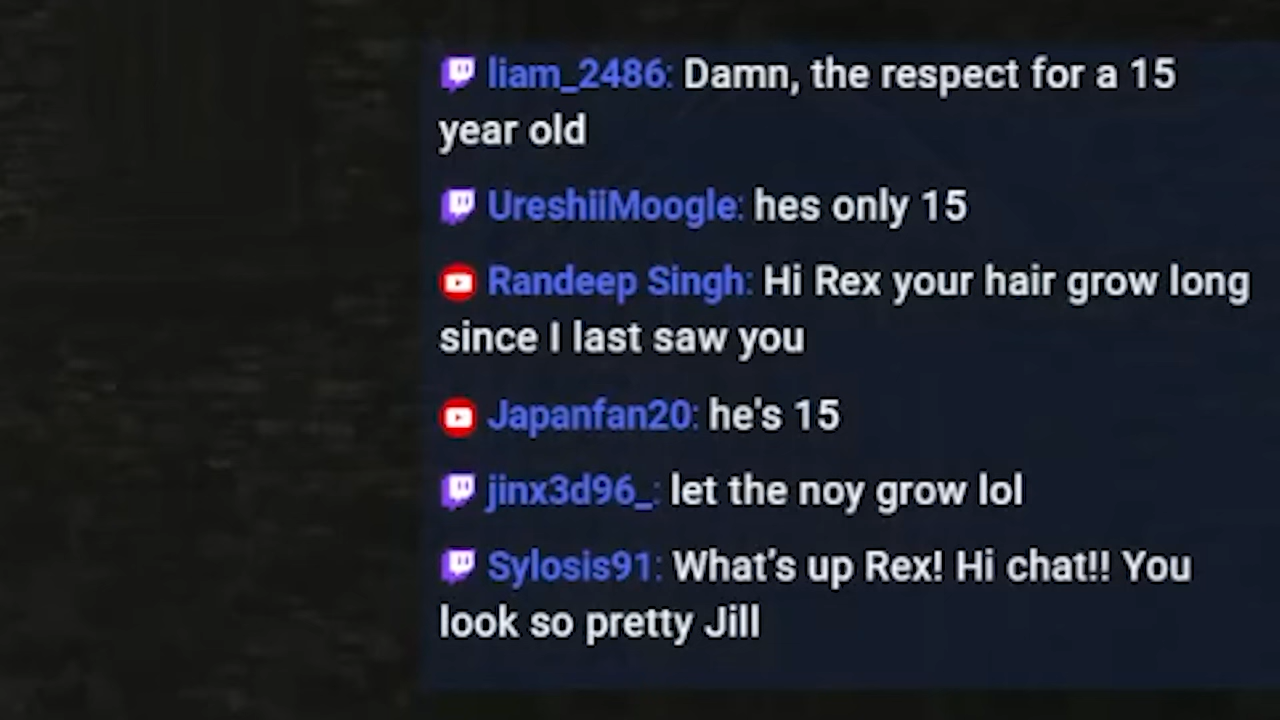 liam_2486: Damn, the respect for a 15
year old
UreshiiMoogle: hes only 15
Randeep Singh: Hi Rex your hair grow long
since I last saw you
Japanfan20: he's 15
jinx3d96_: let the noy grow lol
Sylosis91: What's up Rex! Hi chat!! You
look so pretty Jill